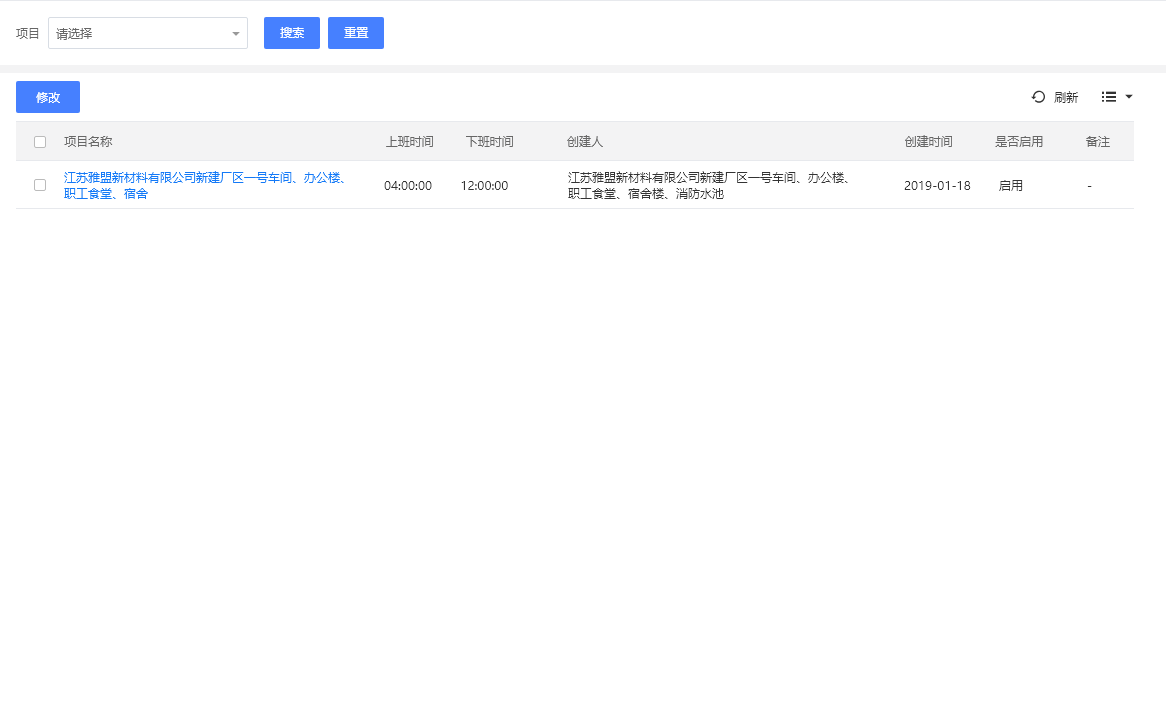 项目 请选择 搜索 重置
修改 刷新
项目名称 上班时间 下班时间 创建人 创建时间 是否启用 备注
江苏雅盟新材料有限公司新建厂区一号车间、办公楼、
职工食堂、宿舍
04:00:00 12:00:00
江苏雅盟新材料有限公司新建厂区一号车间、办公楼、
职工食堂、宿舍楼、消防水池
2019-01-18 启用 -